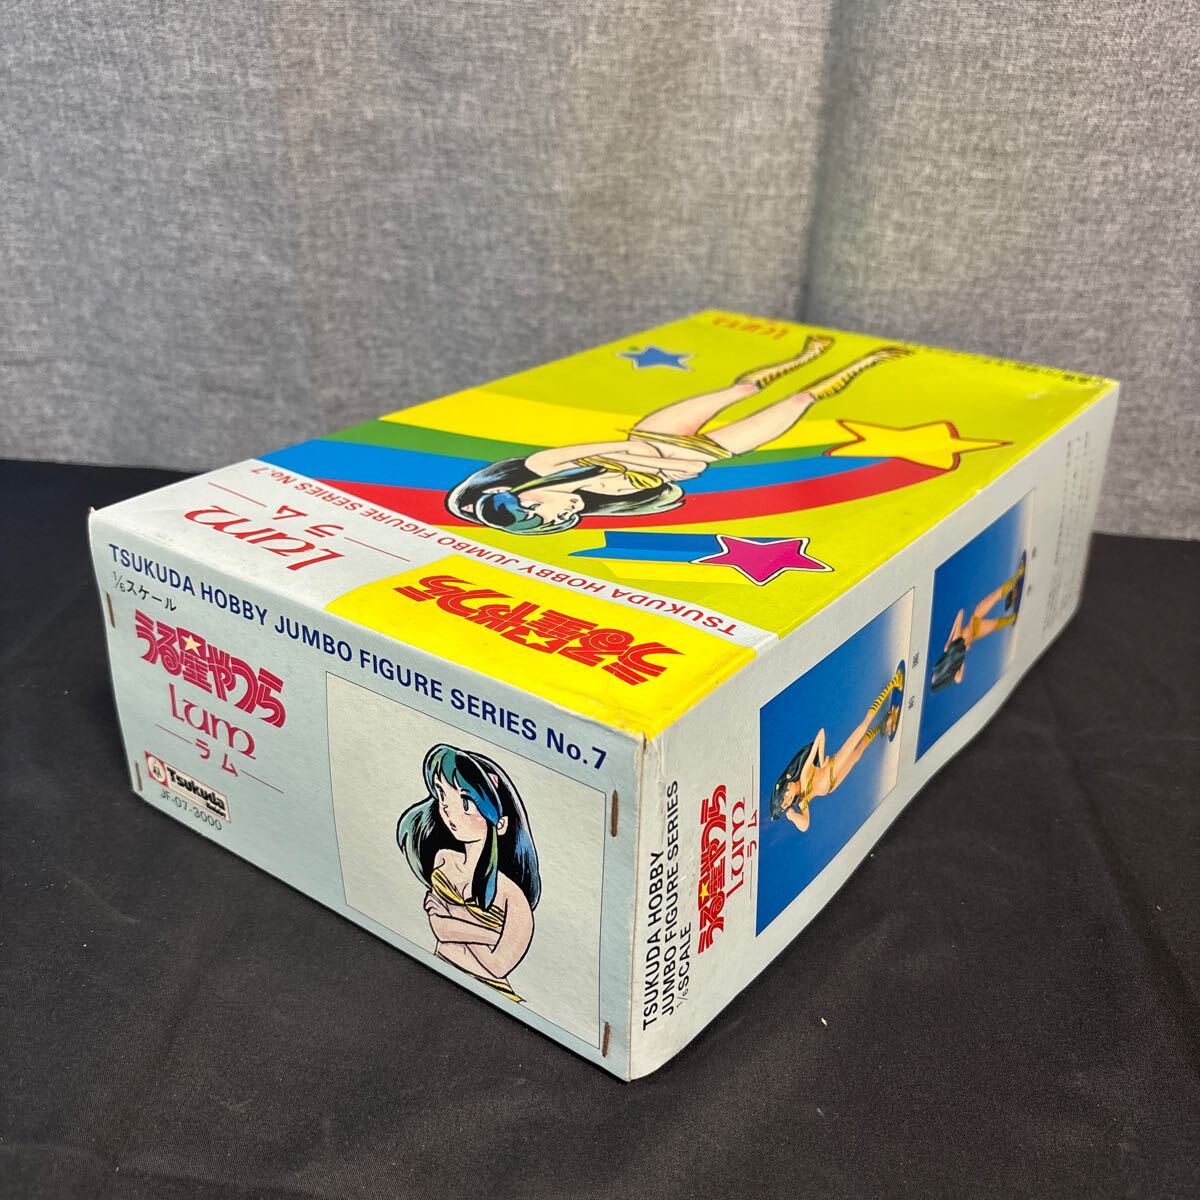 TSUKUDA HOBBY JUMBO FIGURE SERIES No.7
1/6スケール
うる星やつら
Lum
ラム
Tsukuda
JF-07-3000
うる星やつら
Lum
ラム
TSUKUDA HOBBY JUMBO FIGURE SERIES No.7
TSUKUDA HOBBY
JUMBO FIGURE SERIES
1/6 SCALE
うる星やつら
Lum
ラム